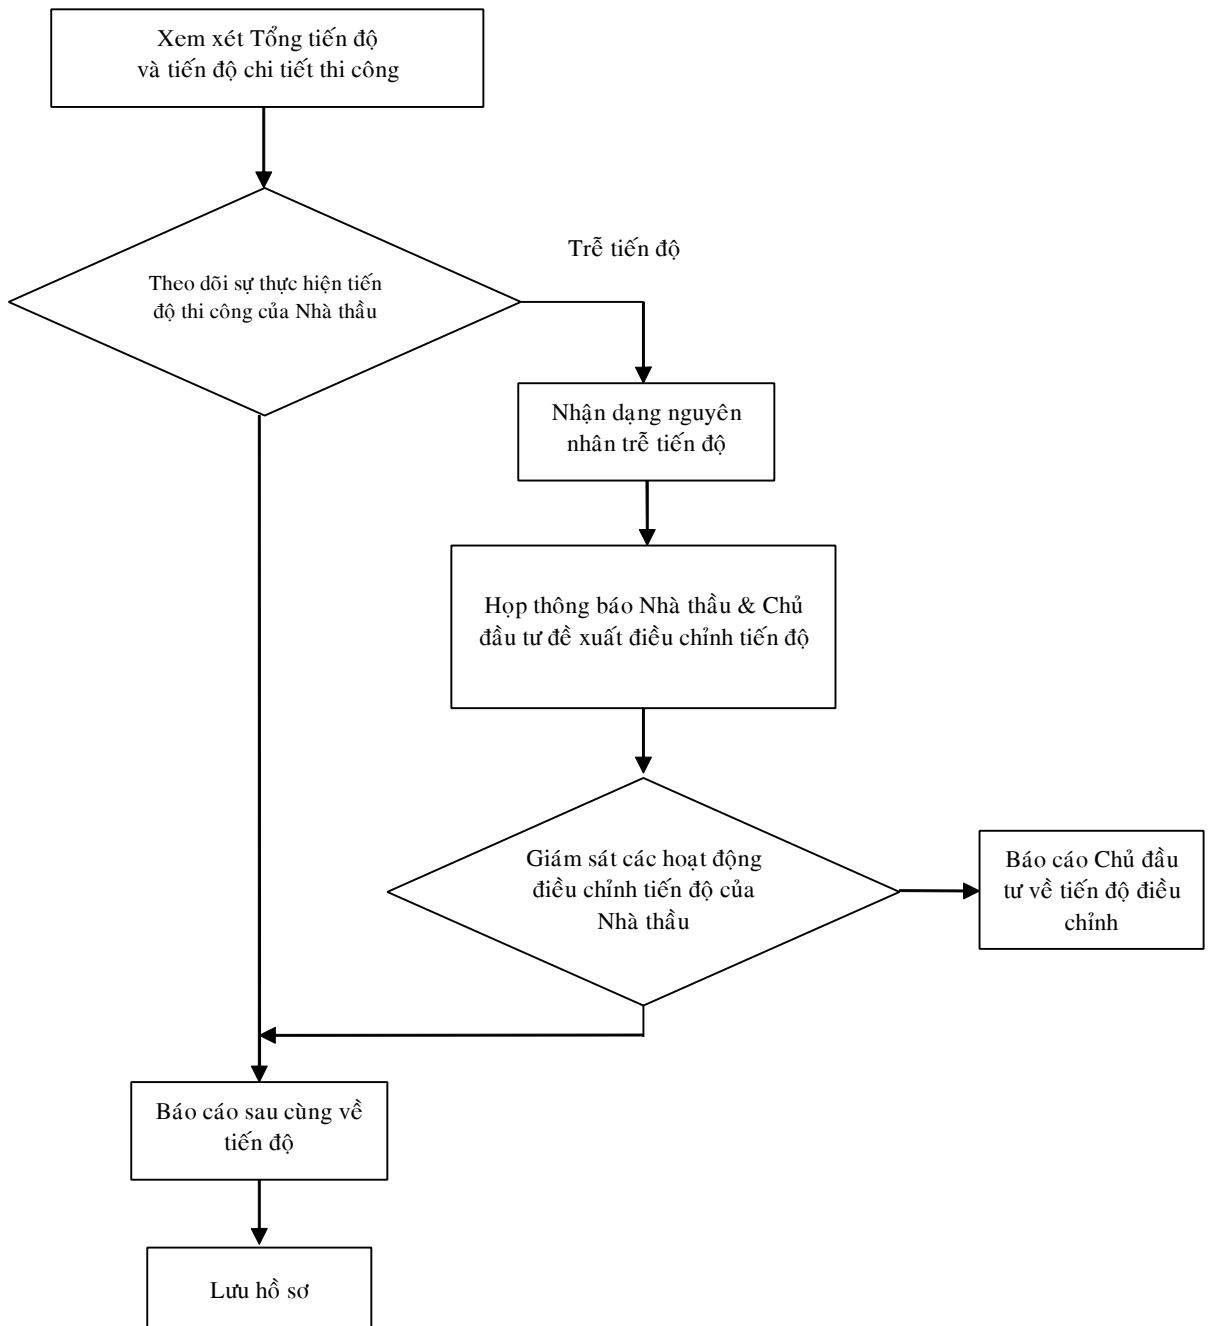 Xem xét Tổng tiến độ
và tiến độ chi tiết thi công
Trễ tiến độ
Theo dõi sự thực hiện tiến
độ thi công của Nhà thầu
Nhận dạng nguyên
nhân trễ tiến độ
Họp thông báo Nhà thầu & Chủ
đầu tư đề xuất điều chỉnh tiến độ
Giám sát các hoạt động
điều chỉnh tiến độ của
Nhà thầu
Báo cáo Chủ đầu
tư về tiến độ điều
chỉnh
Báo cáo sau cùng về
tiến độ
Lưu hồ sơ